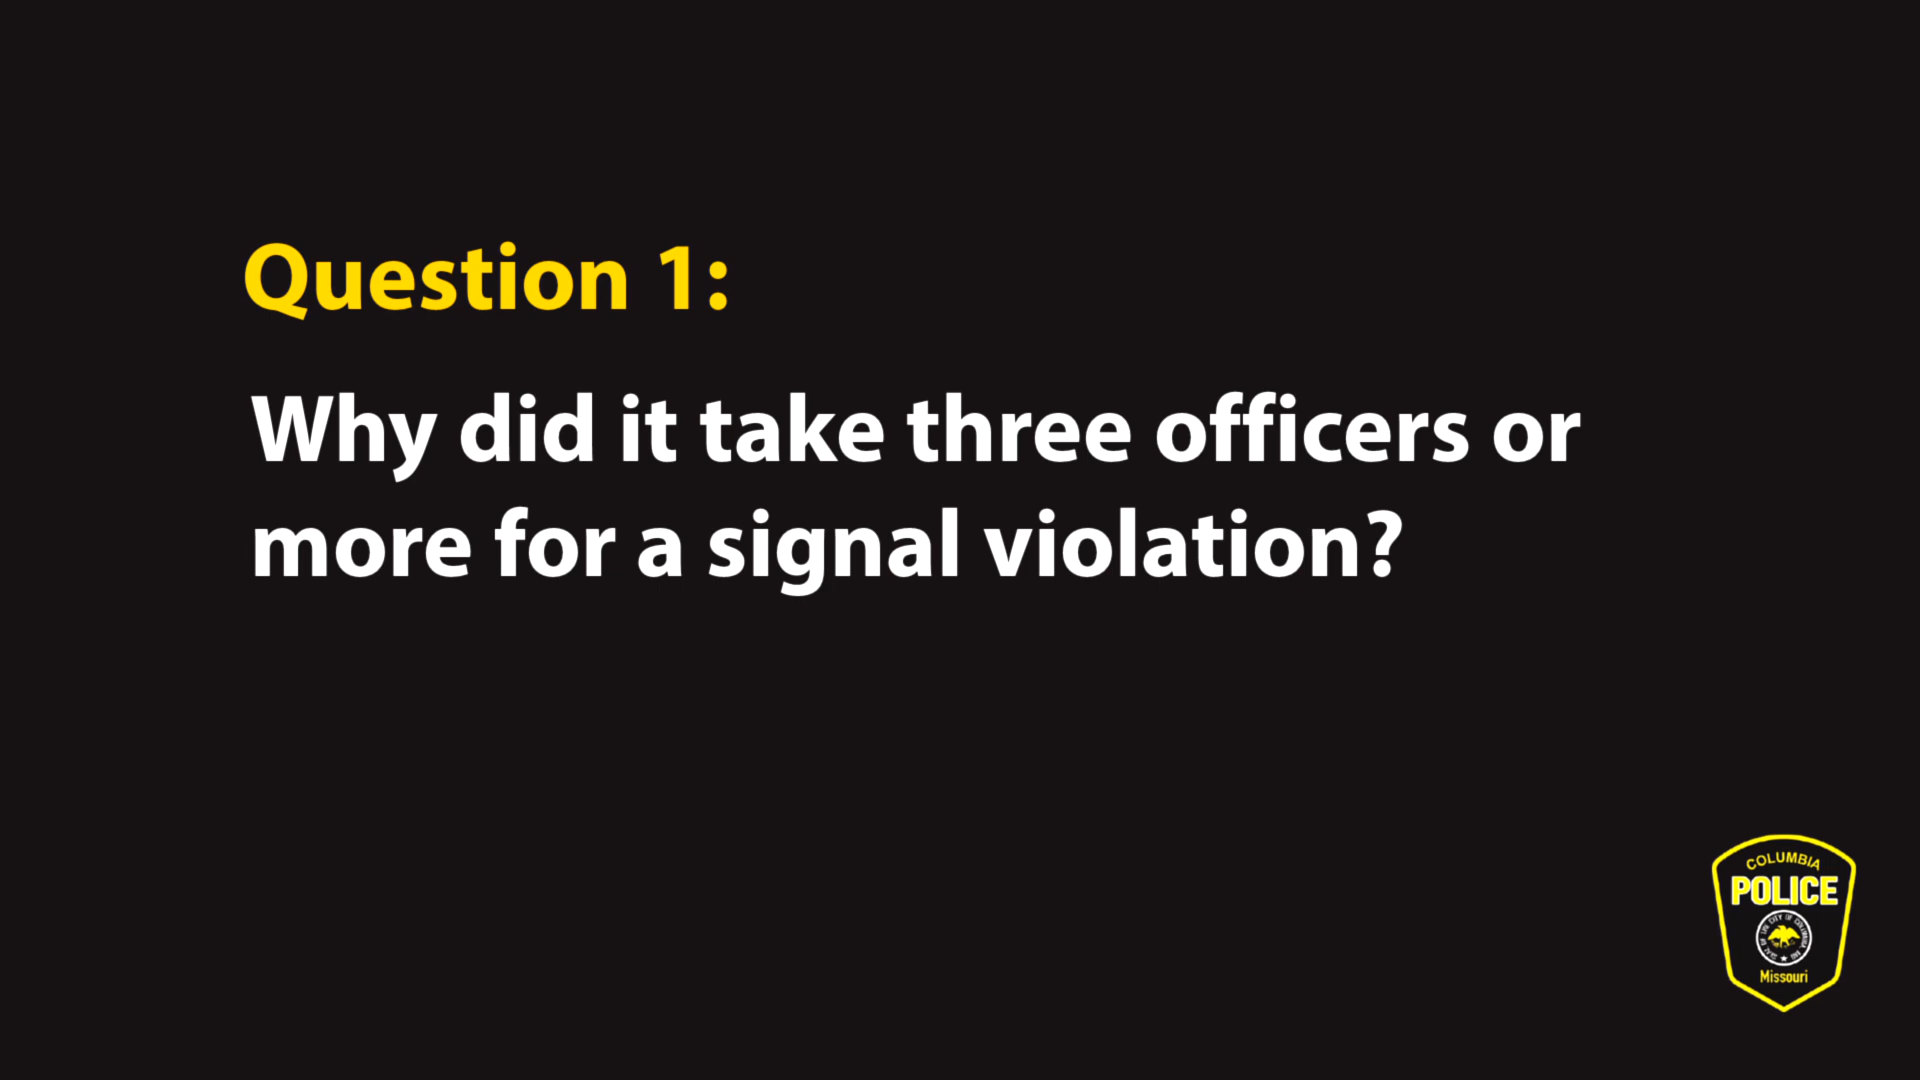 Question 1:
Why did it take three officers or
more for a signal violation?
COLUMBIA
POLICE
Missouri